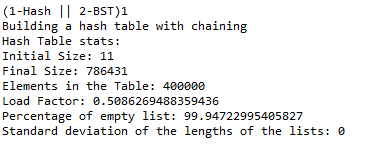 (1-Hash || 2-BST)1
Building a hash table with chaining
Hash Table stats:
Initial Size: 11
Final Size: 786431
Elements in the Table: 400000
Load Factor: 0.5086269488359436
Percentage of empty list: 99.94722995405827
Standard deviation of the lengths of the lists: 0